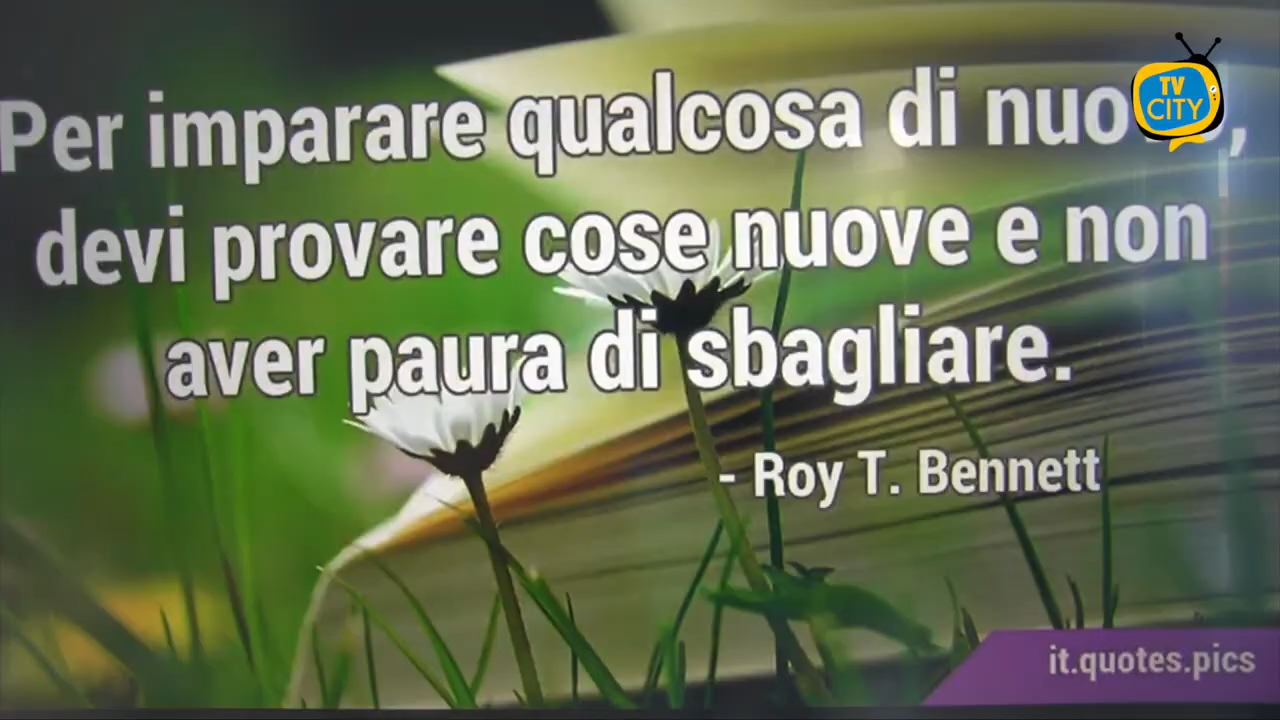 Per imparare qualcosa di
devi provare cose nuove e non
aver paura di sbagliare.
- Roy T. Bennett
it.quotes.pics
TV
CITY